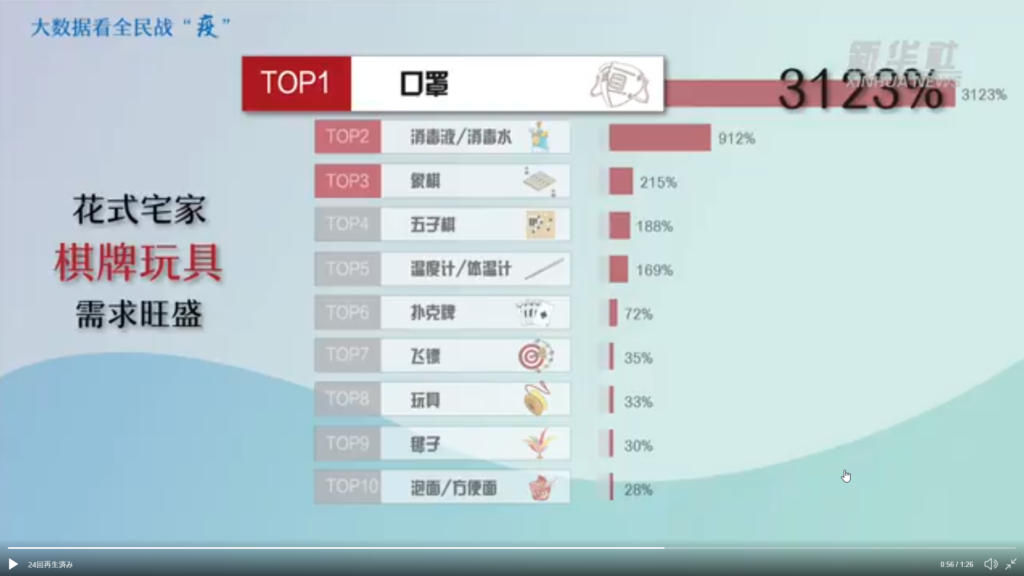 大数据看全民战“疫”
新华社
XINHUA NEWS
花式宅家
棋牌玩具
需求旺盛
TOP1 口罩 3123% 3123%
TOP2 消毒液/消毒水 912%
TOP3 象棋 215%
TOP4 五子棋 188%
TOP5 温度计/体温计 169%
TOP6 扑克牌 72%
TOP7 飞镖 35%
TOP8 玩具 33%
TOP9 毽子 30%
TOP10 泡面/方便面 28%
24回再生済み
0:56 / 1:26